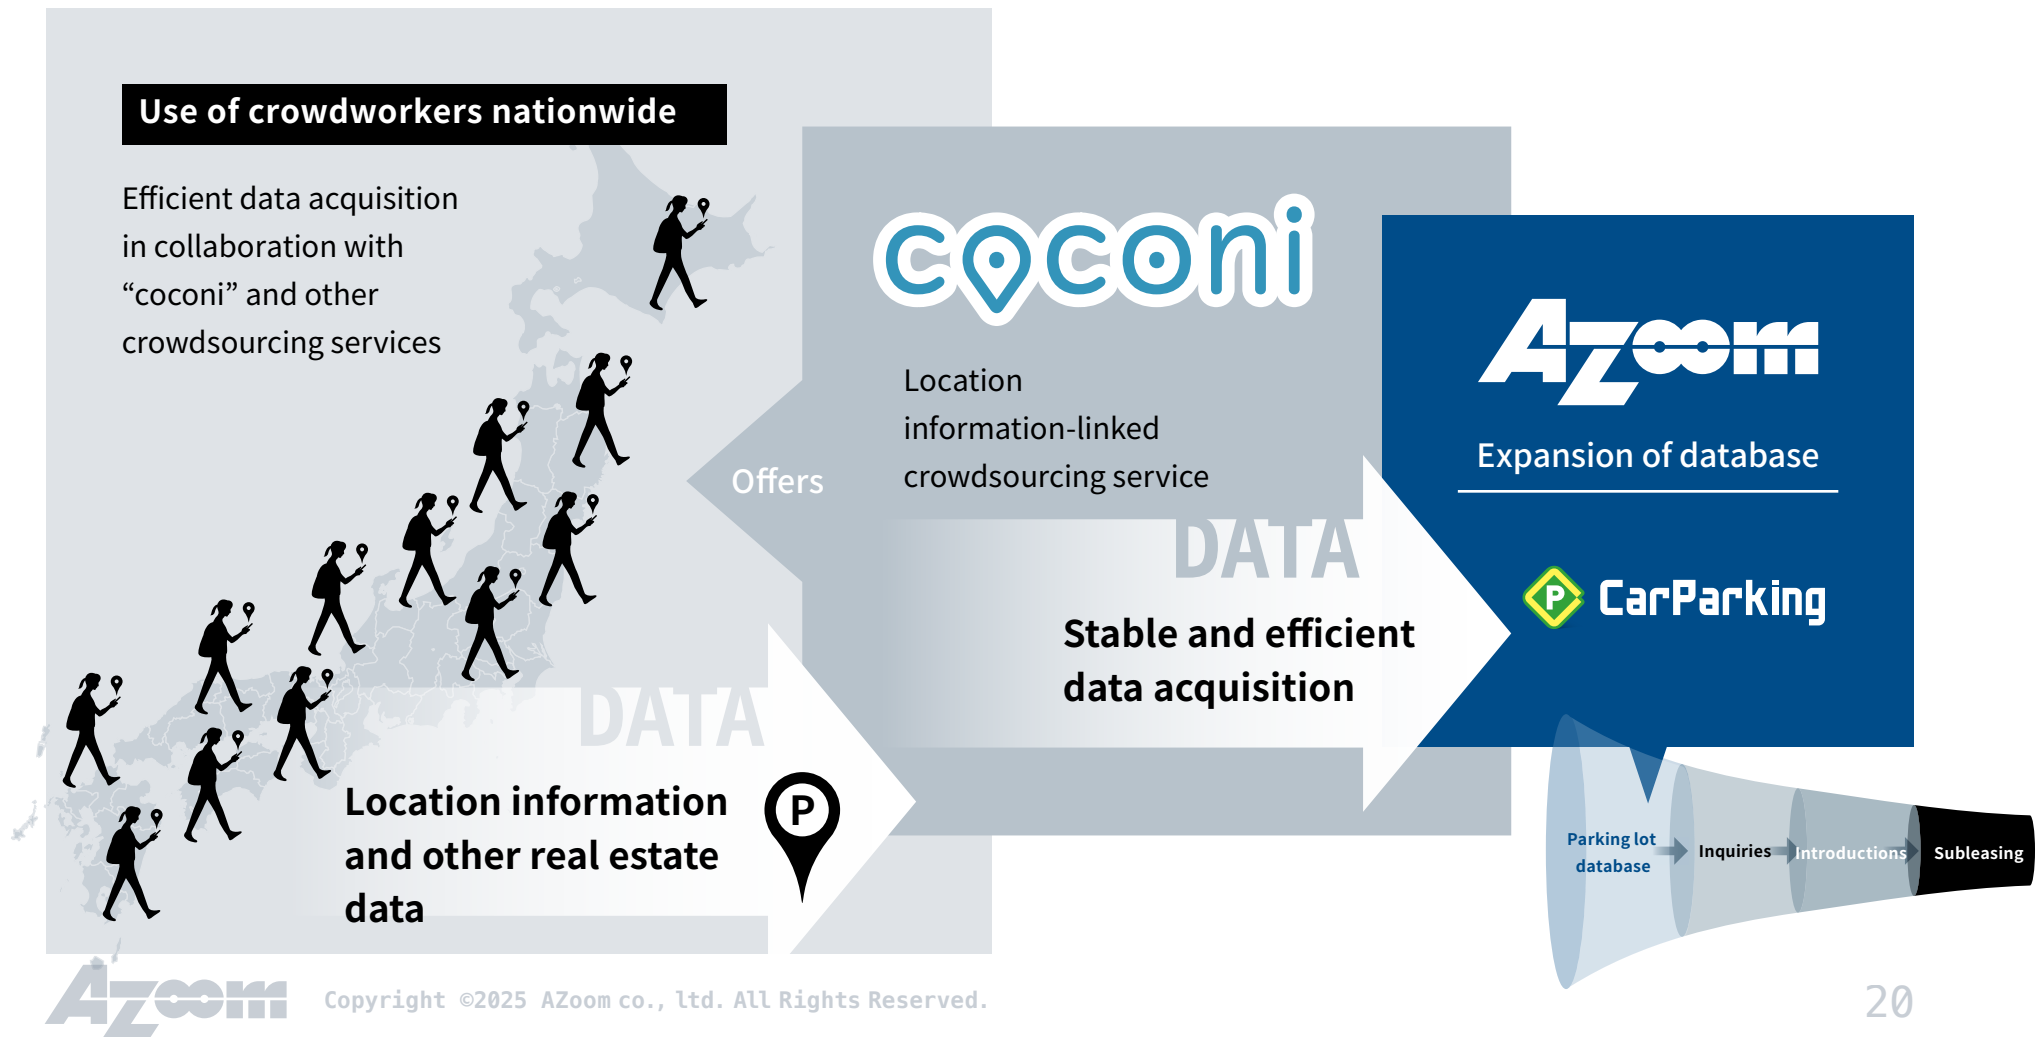 Use of crowdworkers nationwide
Efficient data acquisition
in collaboration with
“coconi” and other
crowdsourcing services
coconi
Location
information-linked
crowdsourcing service
Offers
DATA
Stable and efficient
data acquisition
AZoom
Expansion of database
P CarParking
DATA
Location information
and other real estate
data
P
Parking lot
database
Inquiries
Introductions
Subleasing
AZoom
Copyright ©2025 AZoom co., ltd. All Rights Reserved.
20